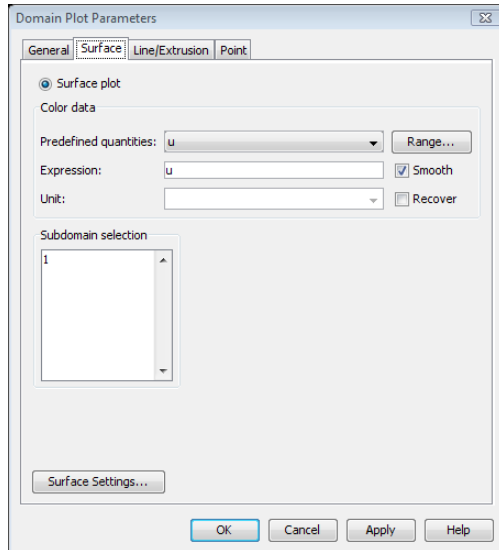 Domain Plot Parameters
General Surface Line/Extrusion Point
Surface plot
Color data
Predefined quantities: u Range...
Expression: u Smooth
Unit: Recover
Subdomain selection
1
Surface Settings...
OK Cancel Apply Help